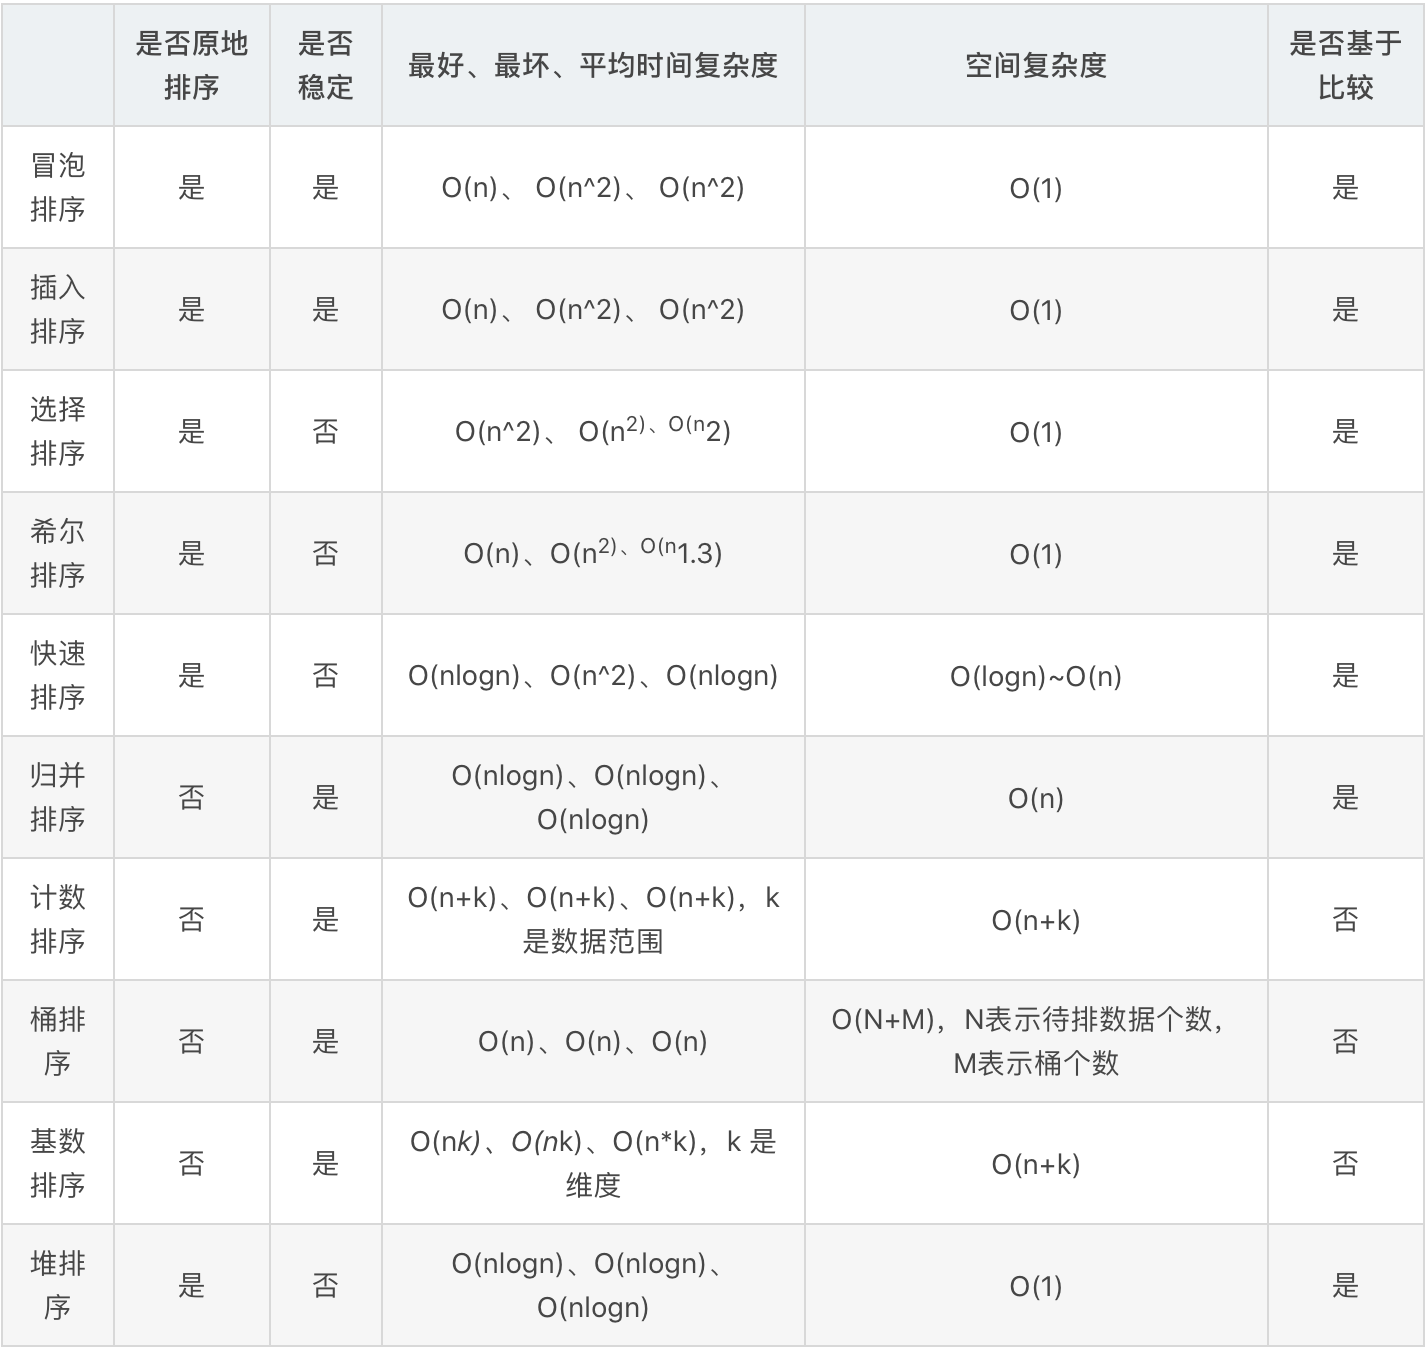 是否原地
排序
是否
稳定
最好、最坏、平均时间复杂度
空间复杂度
是否基于
比较
冒泡
排序
是
是
O(n)、 O(n^2)、 O(n^2)
O(1)
是
插入
排序
是
是
O(n)、 O(n^2)、 O(n^2)
O(1)
是
选择
排序
是
否
O(n^2)、 O(n2)、O(n2)
O(1)
是
希尔
排序
是
否
O(n)、O(n2)、O(n1.3)
O(1)
是
快速
排序
是
否
O(nlogn)、O(n^2)、O(nlogn)
O(logn)~O(n)
是
归并
排序
否
是
O(nlogn)、O(nlogn)、
O(nlogn)
O(n)
是
计数
排序
否
是
O(n+k)、O(n+k)、O(n+k)，k
是数据范围
O(n+k)
否
桶排
序
否
是
O(n)、O(n)、O(n)
O(N+M)，N表示待排数据个数，
M表示桶个数
否
基数
排序
否
是
O(nk)、O(nk)、O(n*k)，k 是
维度
O(n+k)
否
堆排
序
是
否
O(nlogn)、O(nlogn)、
O(nlogn)
O(1)
是